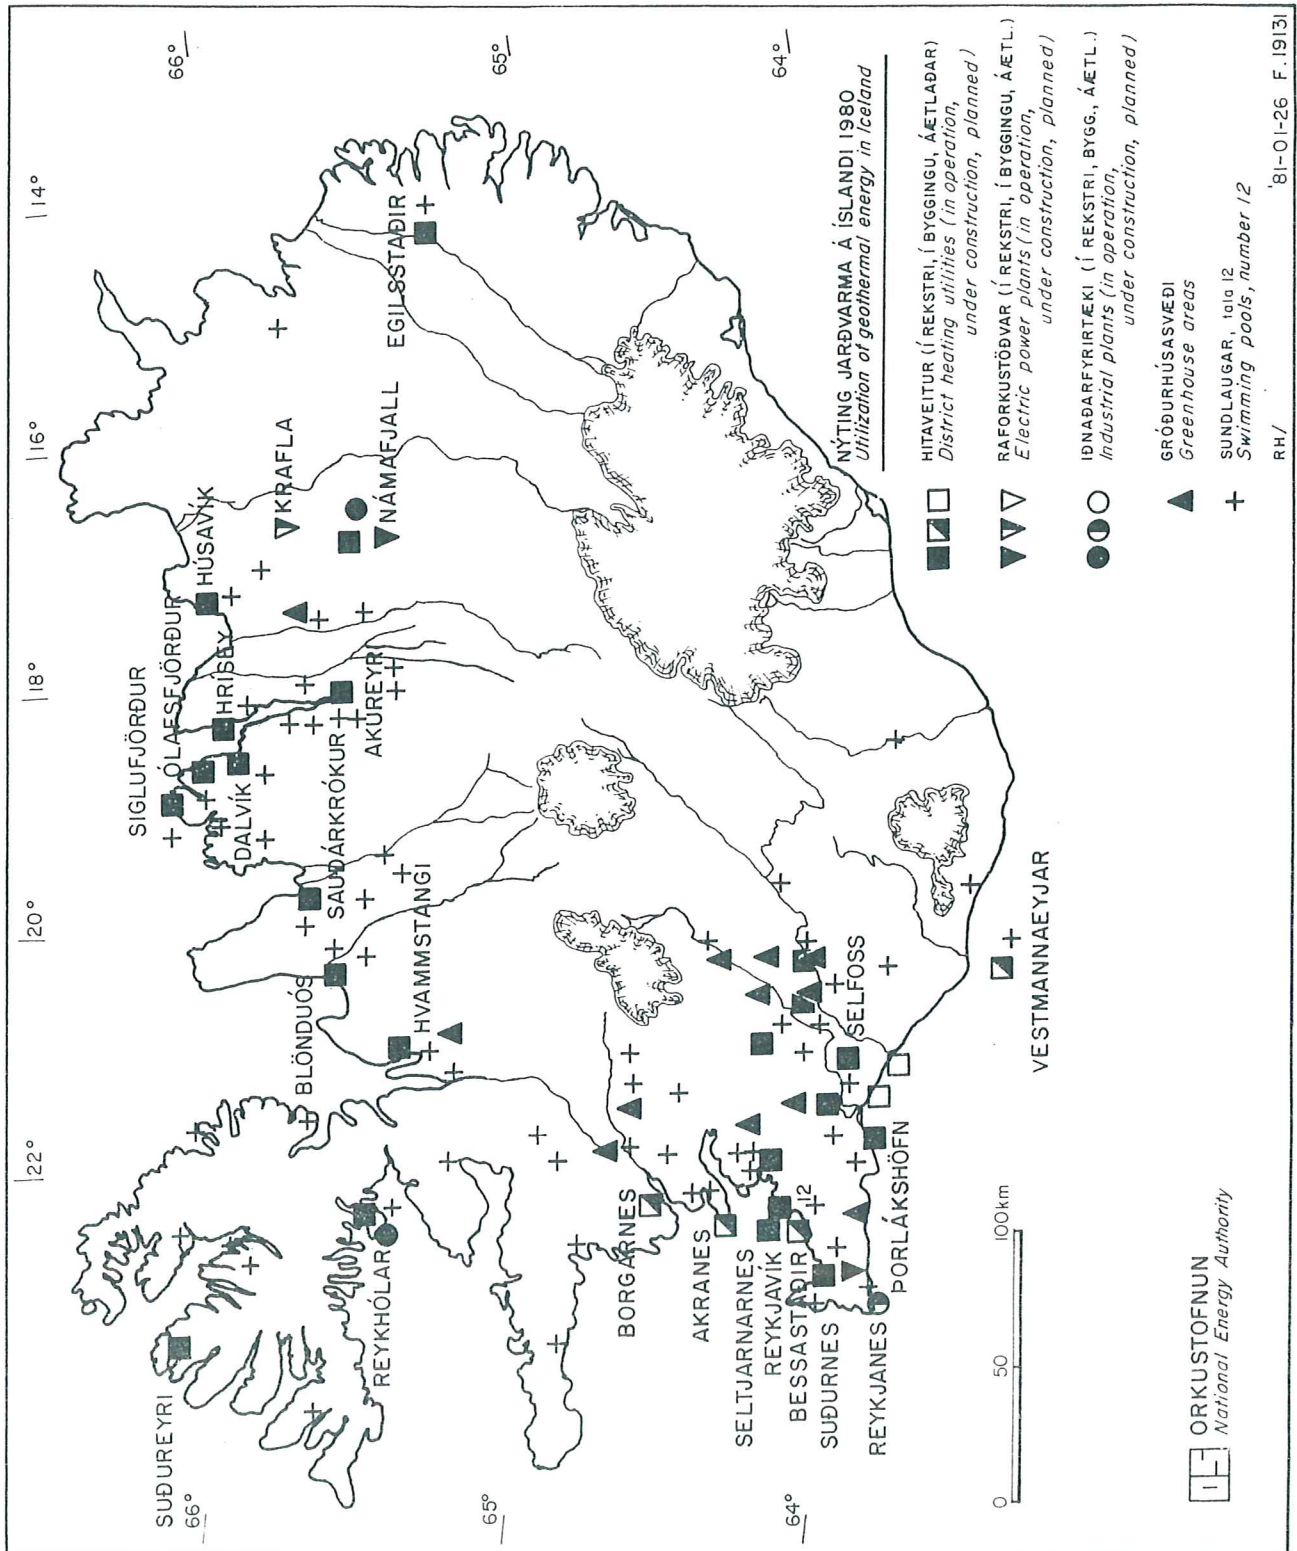 NÝTING JARÐVARMA Á ÍSLANDI 1980
Utilization of geothermal energy in Iceland
HITAVEITUR (Í REKSTRI, Í BYGGINGU, ÁÆTLAÐAR)
District heating utilities (in operation,
under construction, planned)
RAFORKUSTÖÐVAR (Í REKSTRI, Í BYGGINGU, ÁÆTL.)
Electric power plants (in operation,
under construction, planned)
IÐNAÐARFYRIRTÆKI (Í REKSTRI, BYGG., ÁÆTL.)
Industrial plants (in operation,
under construction, planned)
GRÓÐURHÚSASVÆÐI
Greenhouse areas
SUNDLAUGAR, tala 12
Swimming pools, number 12
RH/
'81-01-26 F. 19131
22°
20°
18°
16°
14°
66°
65°
64°
66°
65°
64°
SUÐUREYRI
REYKHÓLAR
BLÖNDUÓS
HVAMMSTANGI
SAUÐÁRKRÓKUR
SIGLUFJÖRÐUR
ÓLAESFJÖRÐUR
DALVÍK
HRÍSEY
AKUREYRI
HÚSAVÍK
KRAFLA
NÁMAFJALL
EGILSSTAÐIR
BORGARNES
AKRANES
SELTJARNARNES
REYKJAVÍK
12
BESSASTAÐIR
SUÐURNES
REYKJANES
ÞORLÁKSHÖFN
SELFOSS
VESTMANNAEYJAR
0 50 100km
ORKUSTOFNUN
National Energy Authority